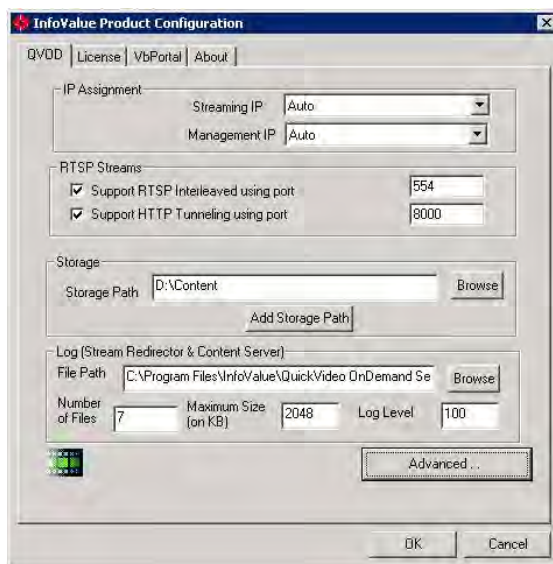 InfoValue Product Configuration
QVOD License VbPortal About
IP Assignment
Streaming IP Auto
Management IP Auto
RTSP Streams
Support RTSP Interleaved using port 554
Support HTTP Tunneling using port 8000
Storage
Storage Path D:\Content Browse
Add Storage Path
Log (Stream Redirector & Content Server)
File Path C:\Program Files\InfoValue\QuickVideo OnDemand Se Browse
Number of Files 7 Maximum Size (on KB) 2048 Log Level 100
Advanced ..
OK Cancel